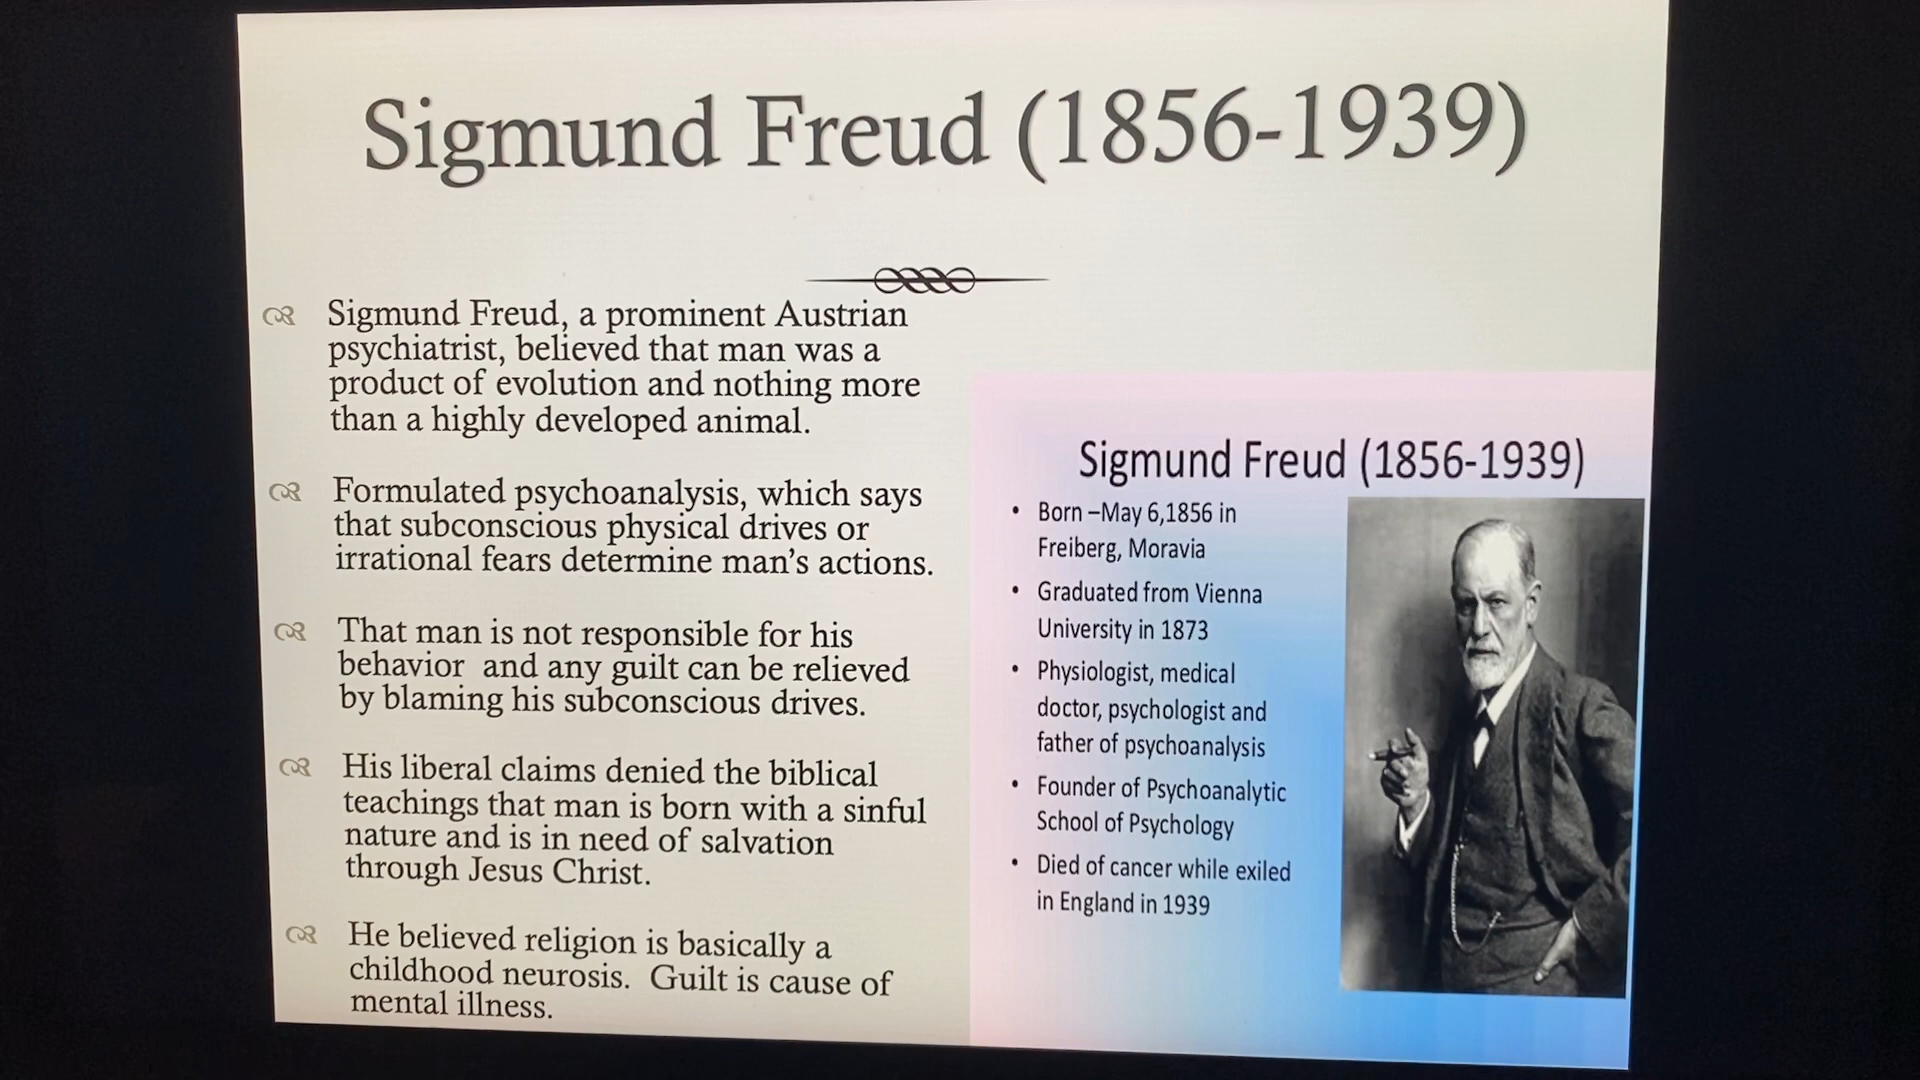 Sigmund Freud (1856-1939)
Sigmund Freud, a prominent Austrian
psychiatrist, believed that man was a
product of evolution and nothing more
than a highly developed animal.
Formulated psychoanalysis, which says
that subconscious physical drives or
irrational fears determine man's actions.
That man is not responsible for his
behavior  and any guilt can be relieved
by blaming his subconscious drives.
His liberal claims denied the biblical
teachings that man is born with a sinful
nature and is in need of salvation
through Jesus Christ.
He believed religion is basically a
childhood neurosis.  Guilt is cause of
mental illness.
Sigmund Freud (1856-1939)
• Born –May 6,1856 in
Freiberg, Moravia
• Graduated from Vienna
University in 1873
• Physiologist, medical
doctor, psychologist and
father of psychoanalysis
• Founder of Psychoanalytic
School of Psychology
• Died of cancer while exiled
in England in 1939